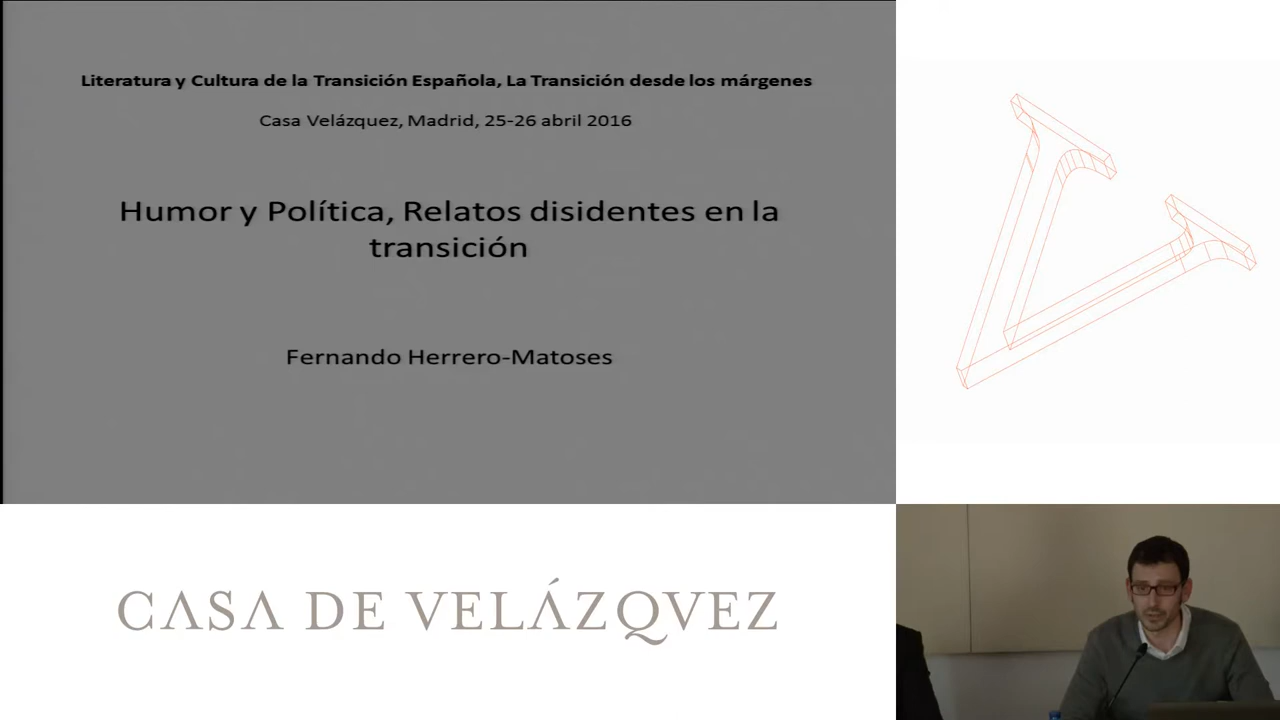 Literatura y Cultura de la Transición Española, La Transición desde los márgenes
Casa Velázquez, Madrid, 25-26 abril 2016
Humor y Política, Relatos disidentes en la
transición
Fernando Herrero-Matoses
CASA DE VELÁZQVEZ